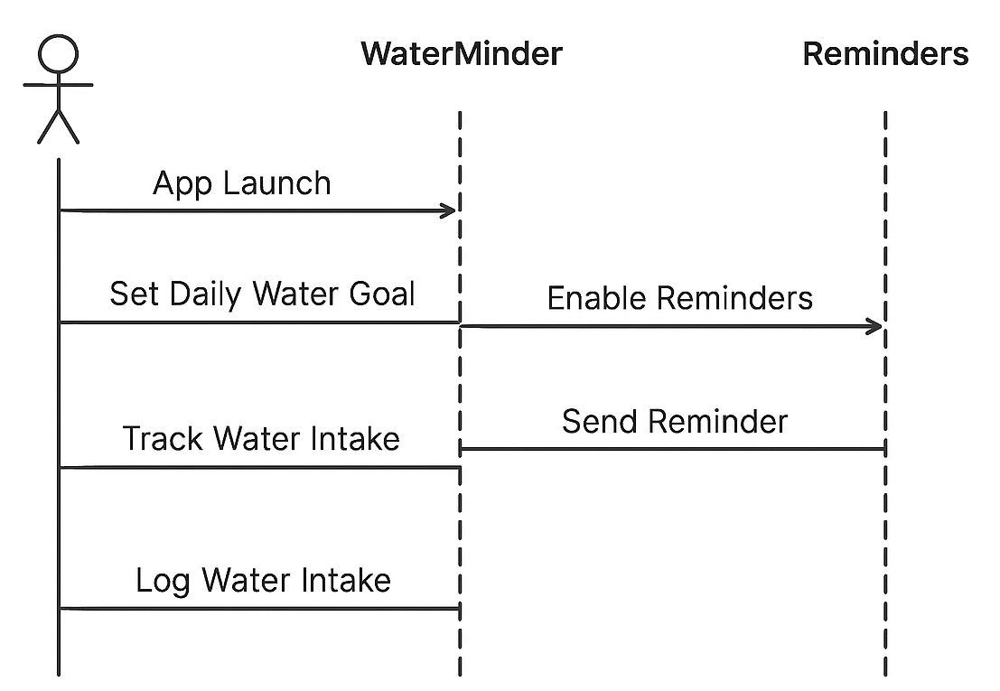 WaterMinder
Reminders
App Launch
Set Daily Water Goal
Enable Reminders
Send Reminder
Track Water Intake
Log Water Intake